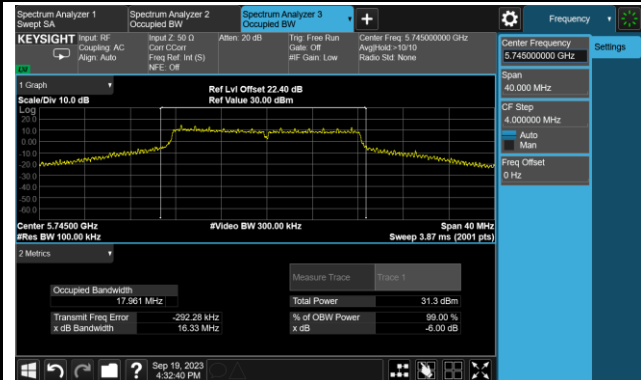 Spectrum Analyzer 1
Swept SA
Spectrum Analyzer 2
Occupied BW
Spectrum Analyzer 3
Occupied BW
Frequency
KEYSIGHT
Input: RF
Coupling: AC
Align: Auto
Input Z: 50 Ω
Corr CCorr
Freq Ref: Int (S)
NFE: Off
Atten: 20 dB
Trig: Free Run
Gate: Off
#IF Gain: Low
Center Freq: 5.745000000 GHz
Avg|Hold:>10/10
Radio Std: None
Center Frequency
5.745000000 GHz
Settings
Span
40.000 MHz
CF Step
4.000000 MHz
Auto
Man
Freq Offset
0 Hz
1 Graph
Scale/Div 10.0 dB
Ref Lvl Offset 22.40 dB
Ref Value 30.00 dBm
Log
20.0
10.0
0.00
-10.0
-20.0
-30.0
-40.0
-50.0
-60.0
Center 5.74500 GHz
#Res BW 100.00 kHz
#Video BW 300.00 kHz
Span 40 MHz
Sweep 3.87 ms (2001 pts)
2 Metrics
Measure Trace
Trace 1
Occupied Bandwidth
17.961 MHz
Total Power
31.3 dBm
Transmit Freq Error
-292.28 kHz
% of OBW Power
99.00 %
x dB Bandwidth
16.33 MHz
x dB
-6.00 dB
Sep 19, 2023
4:32:40 PM